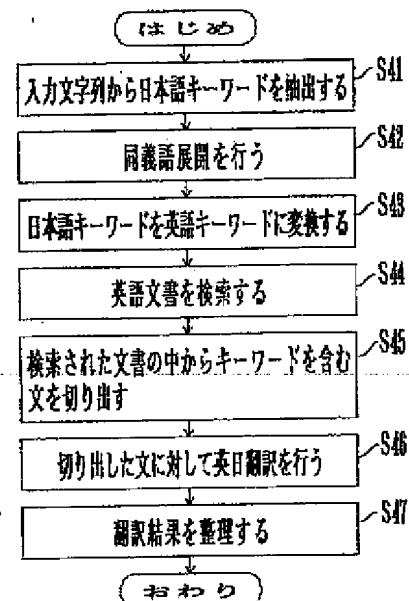 はじめ
入力文字列から日本語キーワードを抽出する
S41
同義語展開を行う
S42
日本語キーワードを英語キーワードに変換する
S43
英語文書を検索する
S44
検索された文書の中からキーワードを含む
文を切り出す
S45
切り出した文に対して英日翻訳を行う
S46
翻訳結果を整理する
S47
おわり